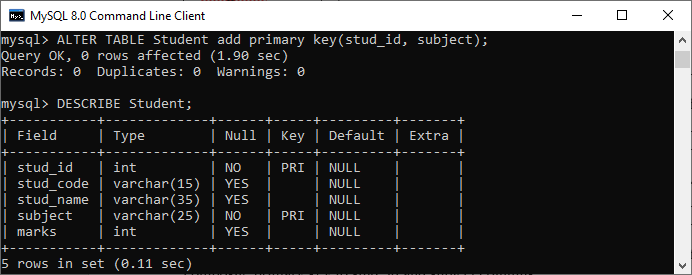 MySQL 8.0 Command Line Client
mysql> ALTER TABLE Student add primary key(stud_id, subject);
Query OK, 0 rows affected (1.90 sec)
Records: 0  Duplicates: 0  Warnings: 0

mysql> DESCRIBE Student;
+-----------+-------------+------+-----+---------+-------+
| Field     | Type        | Null | Key | Default | Extra |
+-----------+-------------+------+-----+---------+-------+
| stud_id   | int         | NO   | PRI | NULL    |       |
| stud_code | varchar(15) | YES  |     | NULL    |       |
| stud_name | varchar(35) | YES  |     | NULL    |       |
| subject   | varchar(25) | NO   | PRI | NULL    |       |
| marks     | int         | YES  |     | NULL    |       |
+-----------+-------------+------+-----+---------+-------+
5 rows in set (0.11 sec)